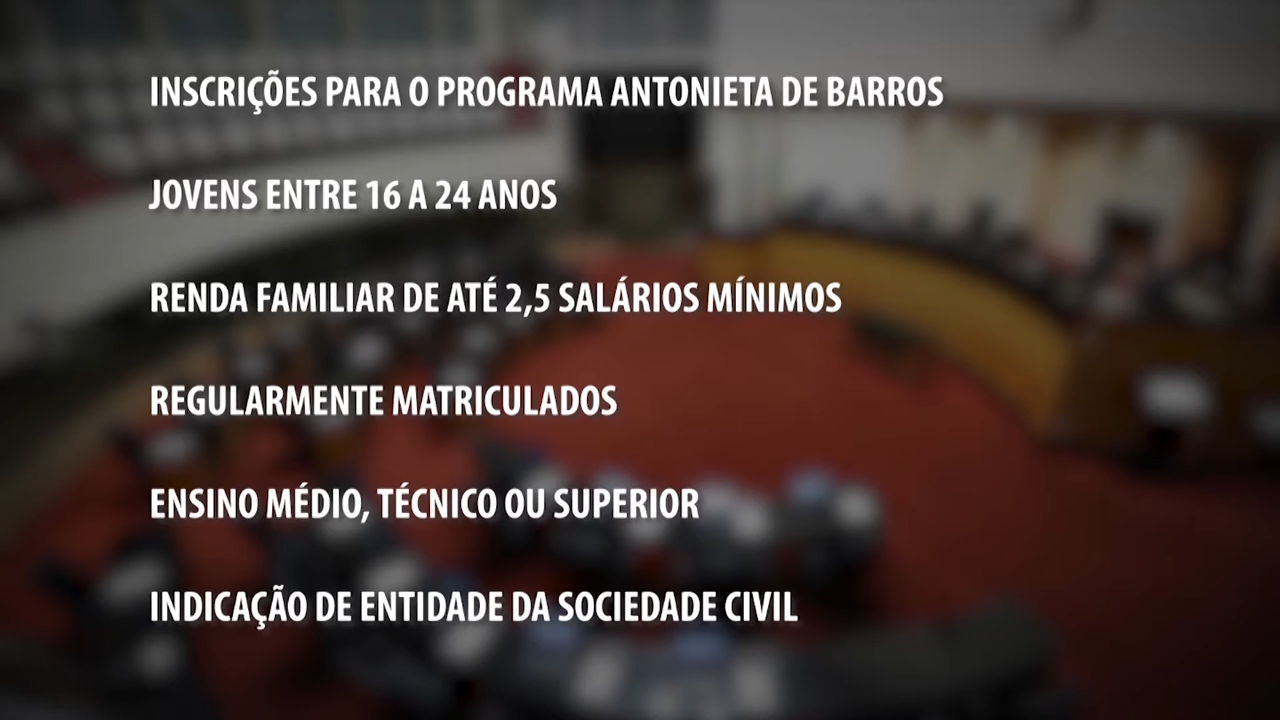 INSCRIÇÕES PARA O PROGRAMA ANTONIETA DE BARROS
JOVENS ENTRE 16 A 24 ANOS
RENDA FAMILIAR DE ATÉ 2,5 SALÁRIOS MÍNIMOS
REGULARMENTE MATRICULADOS
ENSINO MÉDIO, TÉCNICO OU SUPERIOR
INDICAÇÃO DE ENTIDADE DA SOCIEDADE CIVIL